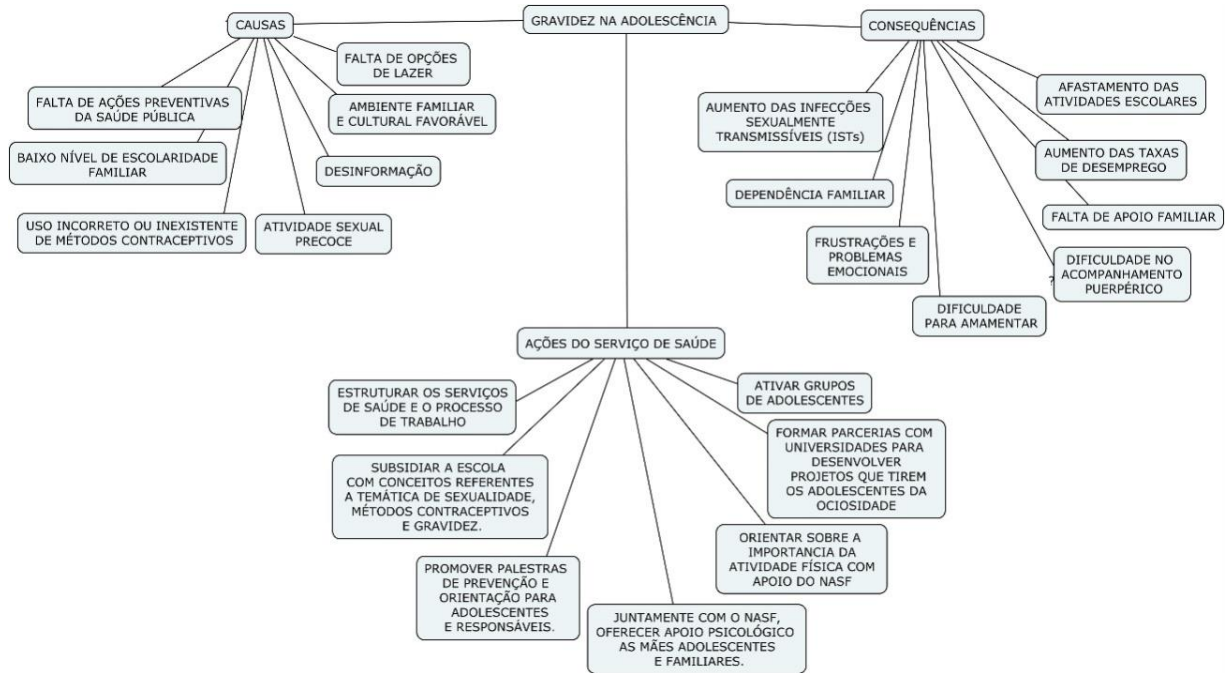 GRAVIDEZ NA ADOLESCÊNCIA
CAUSAS
FALTA DE OPÇÕES
DE LAZER
FALTA DE AÇÕES PREVENTIVAS
DA SAÚDE PÚBLICA
AMBIENTE FAMILIAR
E CULTURAL FAVORÁVEL
BAIXO NÍVEL DE ESCOLARIDADE
FAMILIAR
DESINFORMAÇÃO
USO INCORRETO OU INEXISTENTE
DE MÉTODOS CONTRACEPTIVOS
ATIVIDADE SEXUAL
PRECOCE
CONSEQUÊNCIAS
AFASTAMENTO DAS
ATIVIDADES ESCOLARES
AUMENTO DAS INFECÇÕES
SEXUALMENTE
TRANSMISSÍVEIS (ISTs)
AUMENTO DAS TAXAS
DE DESEMPREGO
DEPENDÊNCIA FAMILIAR
FALTA DE APOIO FAMILIAR
FRUSTRAÇÕES E
PROBLEMAS
EMOCIONAIS
?
DIFICULDADE NO
ACOMPANHAMENTO
PUERPÉRICO
DIFICULDADE
PARA AMAMENTAR
AÇÕES DO SERVIÇO DE SAÚDE
ESTRUTURAR OS SERVIÇOS
DE SAÚDE E O PROCESSO
DE TRABALHO
ATIVAR GRUPOS
DE ADOLESCENTES
SUBSIDIAR A ESCOLA
COM CONCEITOS REFERENTES
A TEMÁTICA DE SEXUALIDADE,
MÉTODOS CONTRACEPTIVOS
E GRAVIDEZ.
FORMAR PARCERIAS COM
UNIVERSIDADES PARA
DESENVOLVER
PROJETOS QUE TIREM
OS ADOLESCENTES DA
OCIOSIDADE
PROMOVER PALESTRAS
DE PREVENÇÃO E
ORIENTAÇÃO PARA
ADOLESCENTES
E RESPONSÁVEIS.
ORIENTAR SOBRE A
IMPORTANCIA DA
ATIVIDADE FÍSICA COM
APOIO DO NASF
JUNTAMENTE COM O NASF,
OFERECER APOIO PSICOLÓGICO
AS MÃES ADOLESCENTES
E FAMILIARES.